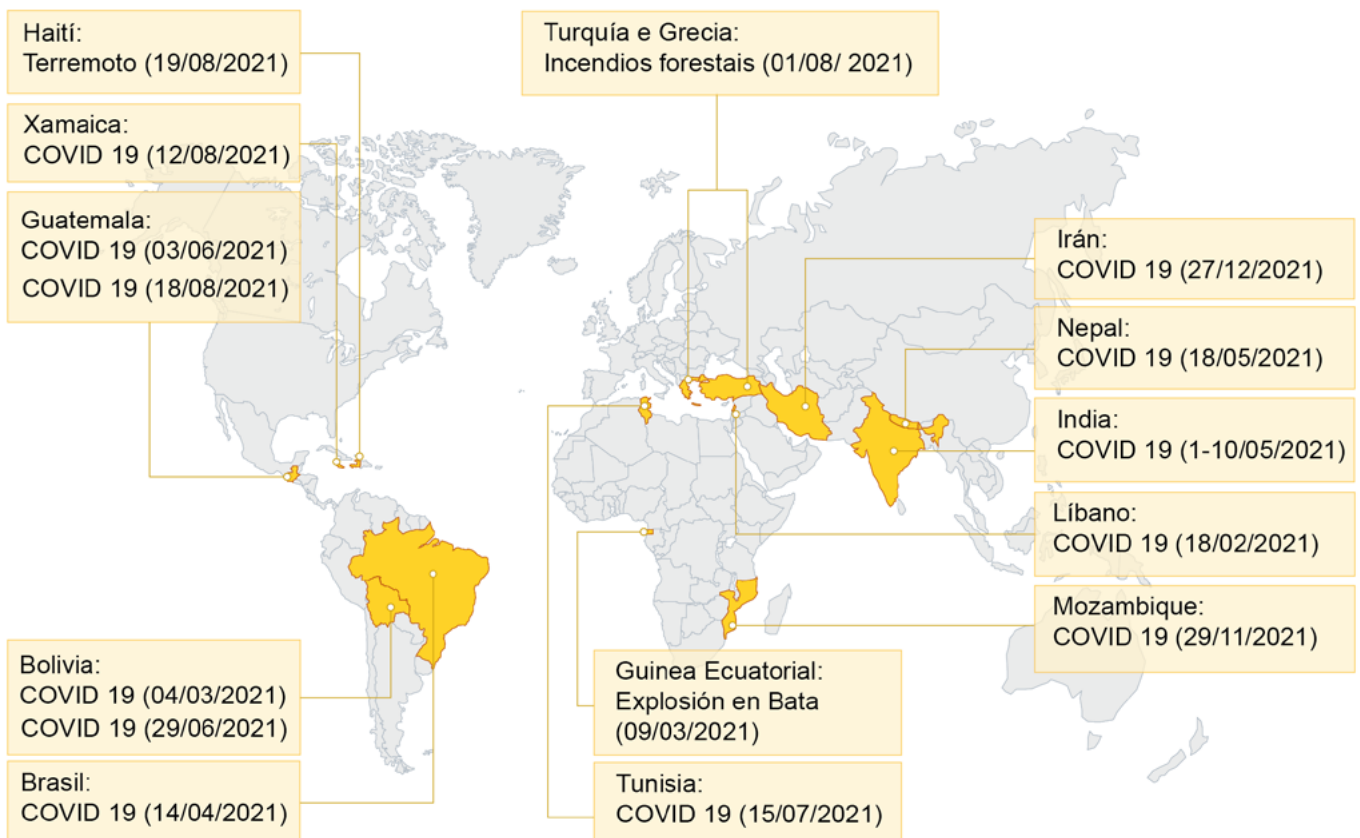 Haití:
Terremoto (19/08/2021)
Xamaica:
COVID 19 (12/08/2021)
Guatemala:
COVID 19 (03/06/2021)
COVID 19 (18/08/2021)
Turquía e Grecia:
Incendios forestais (01/08/ 2021)
Irán:
COVID 19 (27/12/2021)
Nepal:
COVID 19 (18/05/2021)
India:
COVID 19 (1-10/05/2021)
Líbano:
COVID 19 (18/02/2021)
Mozambique:
COVID 19 (29/11/2021)
Bolivia:
COVID 19 (04/03/2021)
COVID 19 (29/06/2021)
Brasil:
COVID 19 (14/04/2021)
Guinea Ecuatorial:
Explosión en Bata
(09/03/2021)
Tunisia:
COVID 19 (15/07/2021)